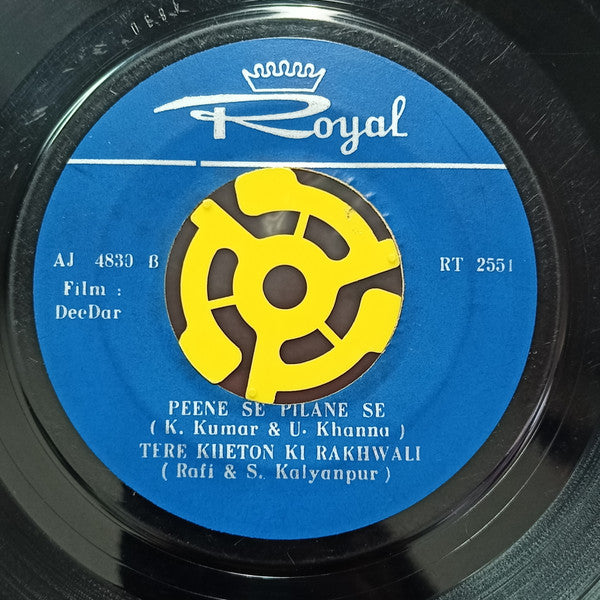 4830
Royal
AJ 4830 B
RT 2551
Film :
DeeDar
PEENE SE PILANE SE
( K. Kumar & U. Khanna )
TERE KHETON KI RAKHWALI
( Rafi & S. Kalyanpur )